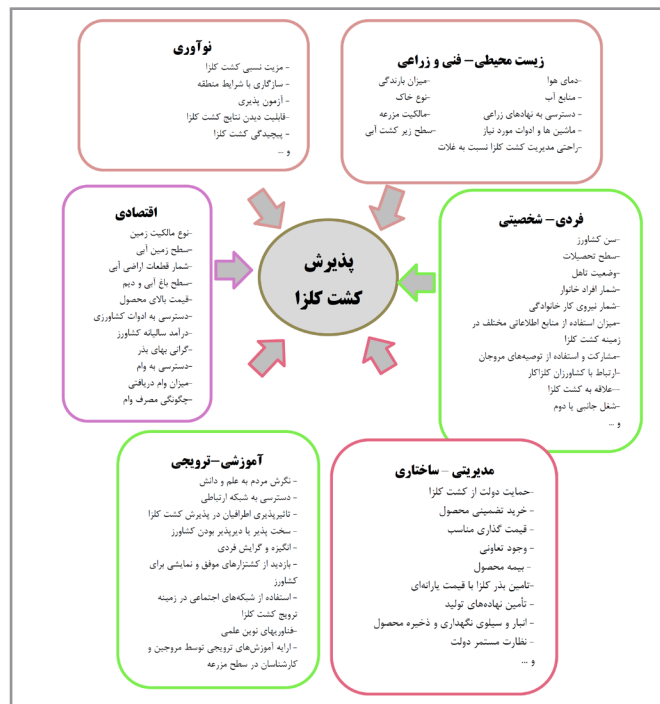 نوآوری
- مزیت نسبی کشت کلزا
- سازگاری با شرایط منطقه
- آزمون پذیری
-قابلیت دیدن نتایج کشت کلزا
- پیچیدگی کشت کلزا
و ...
زیست محیطی- فنی و زراعی
-دمای هوا
-میزان بارندگی
- منابع آب
-نوع خاک
- دسترسی به نهادهای زراعی
-مالکیت مزرعه
- ماشین ها و ادوات مورد نیاز
-سطح زیر کشت آبی
-راحتی مدیریت کشت کلزا نسبت به غلات
اقتصادی
-نوع مالکیت زمین
-سطح زمین آبی
-شمار قطعات اراضی آبی
-سطح باغ آبی و دیم
-قیمت بالای محصول
-دسترسی به ادوات کشاورزی
-درآمد سالیانه کشاورز
-گرانی بهای بذر
-دسترسی به وام
-میزان وام دریافتی
-چگونگی مصرف وام
پذیرش
کشت کلزا
فردی- شخصیتی
-سن کشاورز
-سطح تحصیلات
-وضعیت تاهل
-شمار افراد خانوار
-شمار نیروی کار خانوادگی
-میزان استفاده از منابع اطلاعاتی مختلف در
زمینه کشت کلزا
-مشارکت و استفاده از توصیه‌های مروجان
-ارتباط با کشاورزان کلزاکار
--علاقه به کشت کلزا
-شغل جانبی یا دوم
و ...
آموزشی-ترویجی
- نگرش مردم به علم و دانش
- دسترسی به شبکه ارتباطی
- تاثیرپذیری اطرافیان در پذیرش کشت کلزا
- سخت پذیر یا دیرپذیر بودن کشاورز
-انگیزه و گرایش فردی
- بازدید از کشتزارهای موفق و نمایشی برای
کشاورز
- استفاده از شبکه‌های اجتماعی در زمینه
ترویج کشت کلزا
-فناوریهای نوین علمی
- ارایه آموزش‌های ترویجی توسط مروجین و
کارشناسان در سطح مزرعه
مدیریتی - ساختاری
-حمایت دولت از کشت کلزا
- خرید تضمینی محصول
- قیمت گذاری مناسب
- وجود تعاونی
- بیمه محصول
-تامین بذر کلزا با قیمت یارانه‌ای
- تأمین نهاده‌های تولید
- انبار و سیلوی نگهداری و ذخیره محصول
- نظارت مستمر دولت
و ...